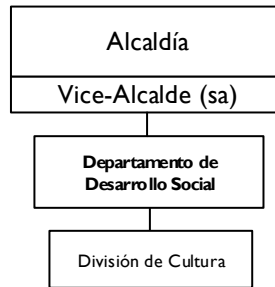 Alcaldía
Vice-Alcalde (sa)
Departamento de
Desarrollo Social
División de Cultura